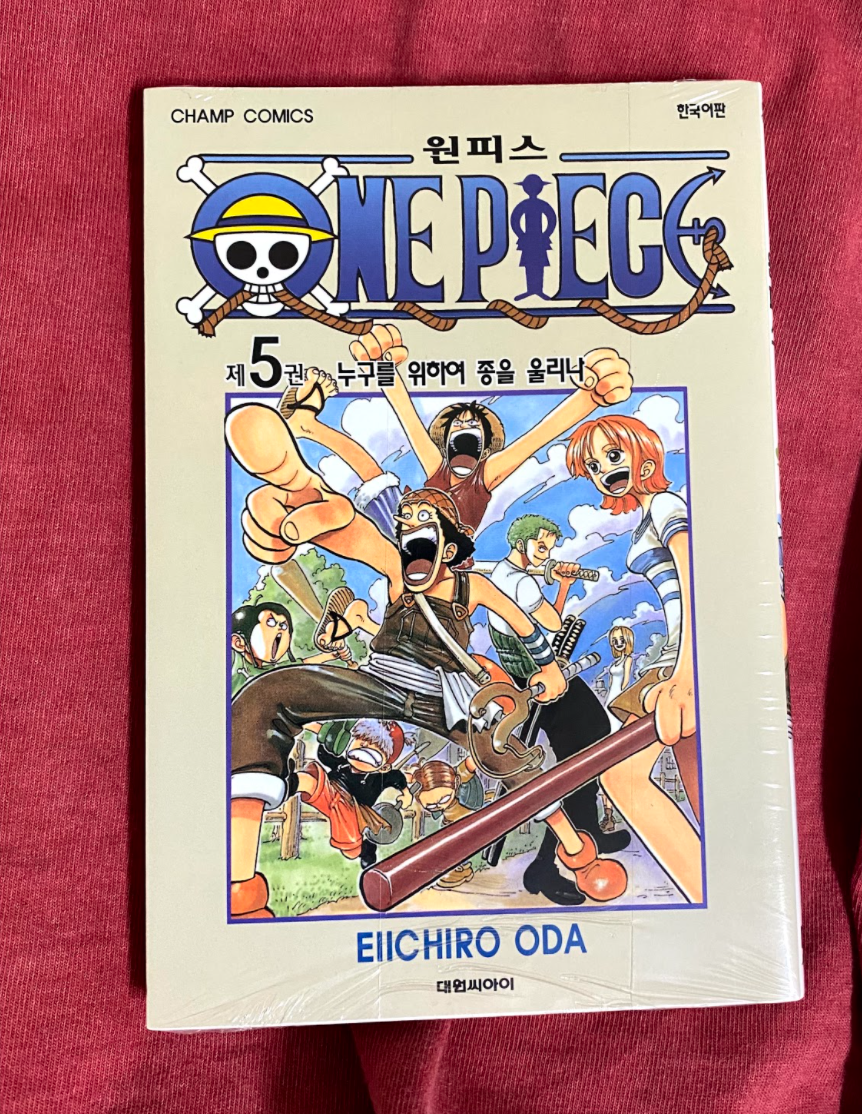 CHAMP COMICS
한국어판
원피스
ONE PIECE
제5권 누구를 위하여 종을 울리나
EIICHIRO ODA
대원씨아이